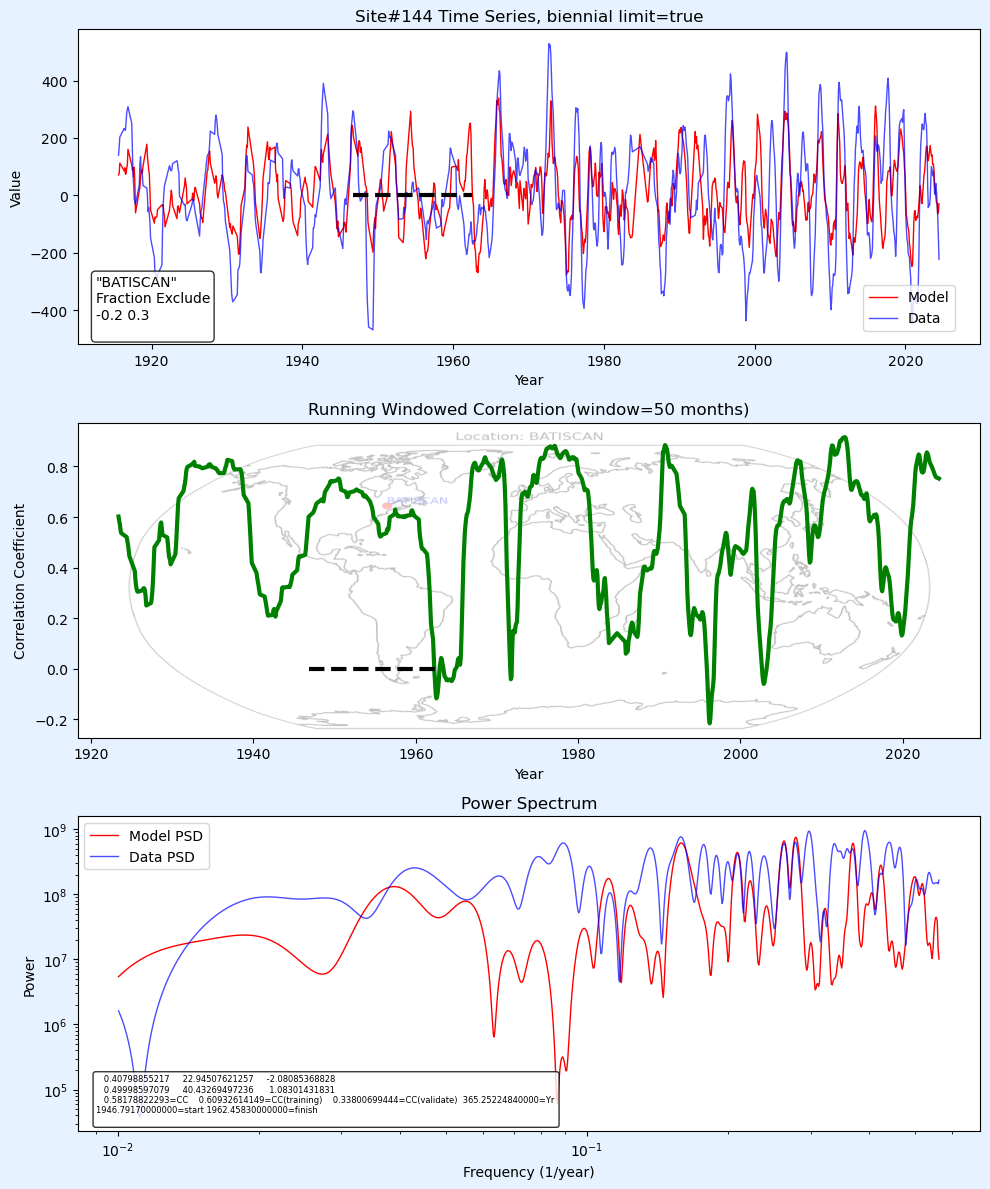 Site#144 Time Series, biennial limit=true
400
200
0
−200
−400
Value
"BATISCAN"
Fraction Exclude
-0.2 0.3
Model
Data
1920
1940
1960
1980
2000
2020
Year
Running Windowed Correlation (window=50 months)
Location: BATISCAN
BATISCAN
0.8
0.6
0.4
0.2
0.0
−0.2
Correlation Coefficient
1920
1940
1960
1980
2000
2020
Year
Power Spectrum
Model PSD
Data PSD
10⁹
10⁸
10⁷
10⁶
10⁵
Power
0.40798855217 22.94507621257 -2.08085368828
0.49998597079 40.43269497236 1.08301431831
0.58178822293=CC 0.60932614149=CC(training) 0.33800699444=CC(validate) 365.25224840000=Yr
1946.79170000000=start 1962.45830000000=finish
10⁻²
10⁻¹
Frequency (1/year)